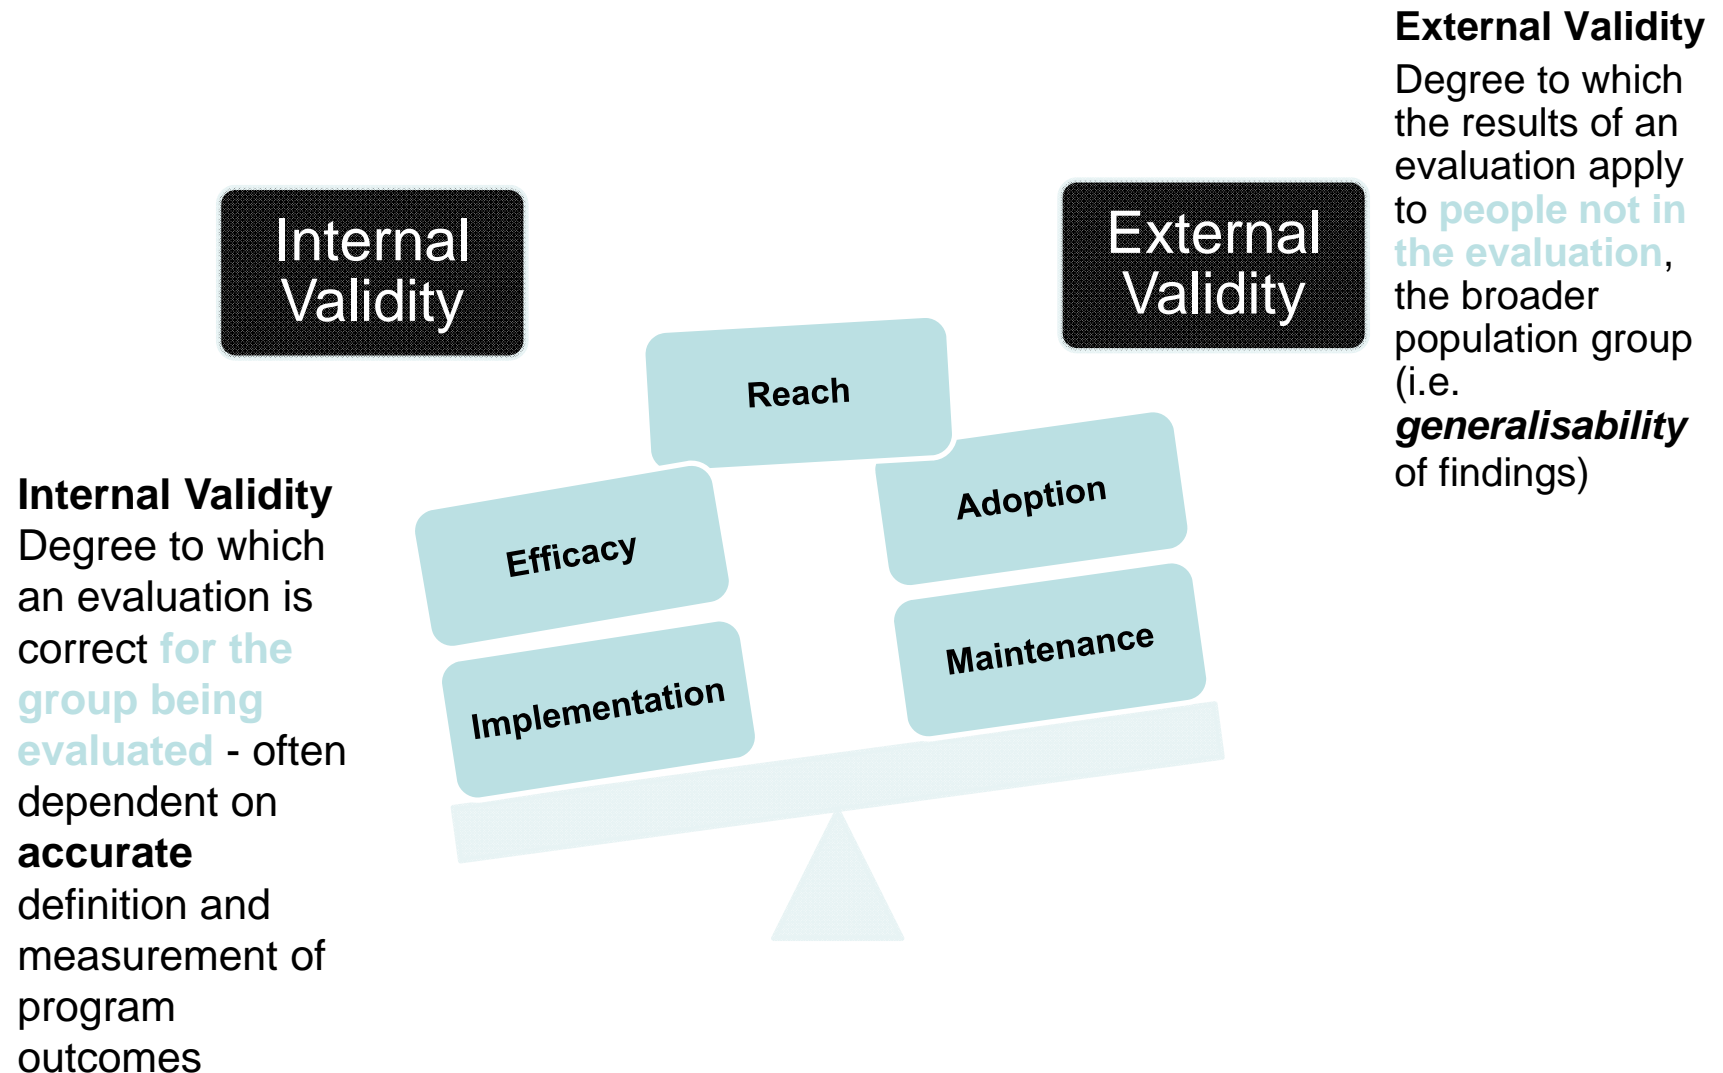 External Validity
Degree to which
the results of an
evaluation apply
to people not in
the evaluation,
the broader
population group
(i.e.
generalisability
of findings)
Internal
Validity
External
Validity
Reach
Adoption
Efficacy
Maintenance
Implementation
Internal Validity
Degree to which
an evaluation is
correct for the
group being
evaluated - often
dependent on
accurate
definition and
measurement of
program
outcomes